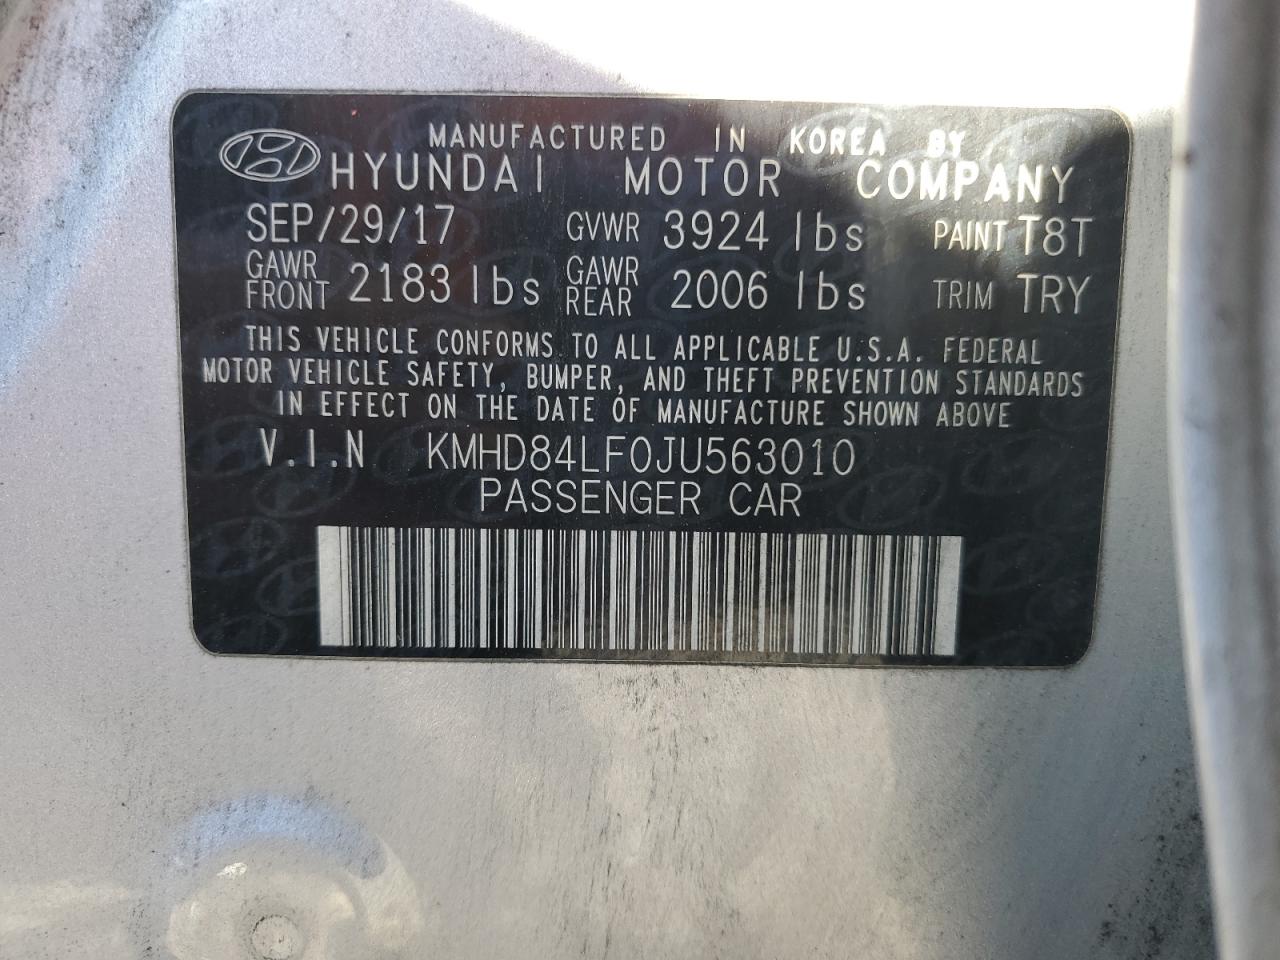 MANUFACTURED IN KOREA BY
HYUNDAI MOTOR COMPANY
SEP/29/17 GVWR 3924 lbs PAINT T8T
GAWR FRONT 2183 lbs GAWR REAR 2006 lbs TRIM TRY
THIS VEHICLE CONFORMS TO ALL APPLICABLE U.S.A. FEDERAL
MOTOR VEHICLE SAFETY, BUMPER, AND THEFT PREVENTION STANDARDS
IN EFFECT ON THE DATE OF MANUFACTURE SHOWN ABOVE
V.I.N KMHD84LF0JU563010
PASSENGER CAR